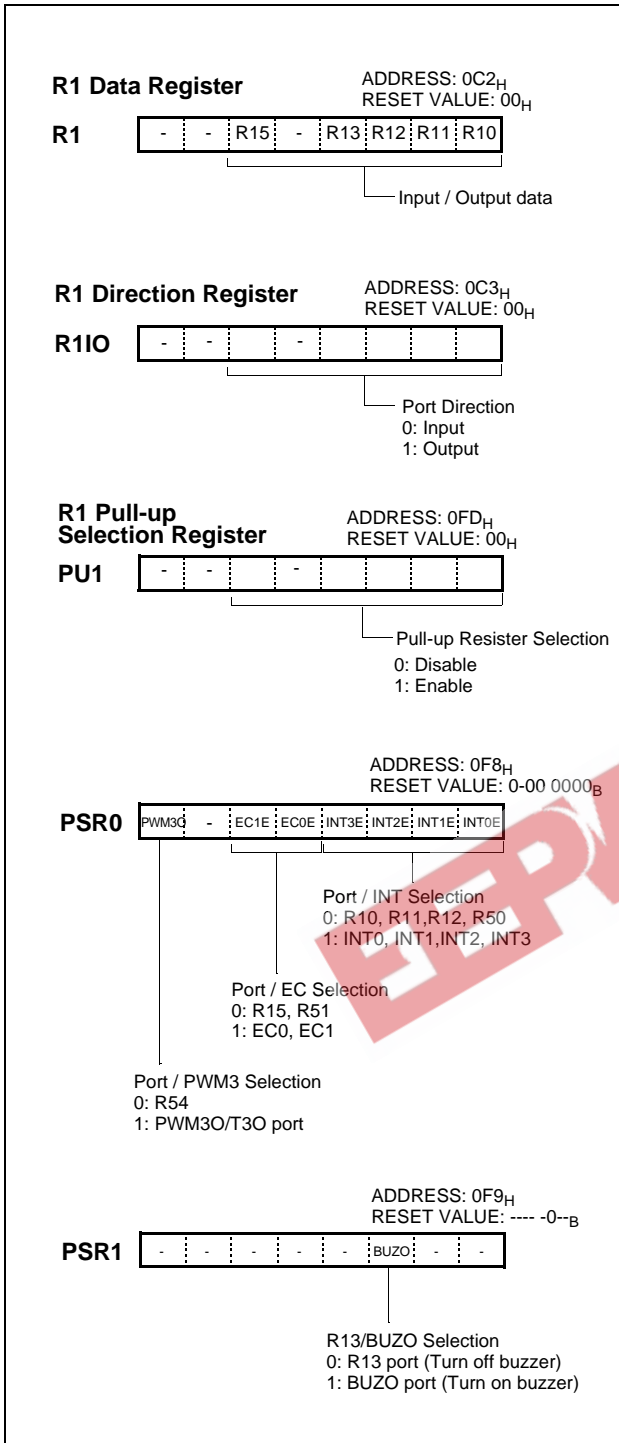 R1 Data Register
ADDRESS: 0C2H
RESET VALUE: 00H
R1 - - R15 - R13 R12 R11 R10
Input / Output data
R1 Direction Register
ADDRESS: 0C3H
RESET VALUE: 00H
R1IO - - -
Port Direction
0: Input
1: Output
R1 Pull-up
Selection Register
ADDRESS: 0FDH
RESET VALUE: 00H
PU1 - - -
Pull-up Resister Selection
0: Disable
1: Enable
ADDRESS: 0F8H
RESET VALUE: 0-00 0000B
PSR0 PWM3O - EC1E EC0E INT3E INT2E INT1E INT0E
Port / INT Selection
0: R10, R11,R12, R50
1: INT0, INT1,INT2, INT3
Port / EC Selection
0: R15, R51
1: EC0, EC1
Port / PWM3 Selection
0: R54
1: PWM3O/T3O port
ADDRESS: 0F9H
RESET VALUE: ---- -0--B
PSR1 - - - - - BUZO - -
R13/BUZO Selection
0: R13 port (Turn off buzzer)
1: BUZO port (Turn on buzzer)